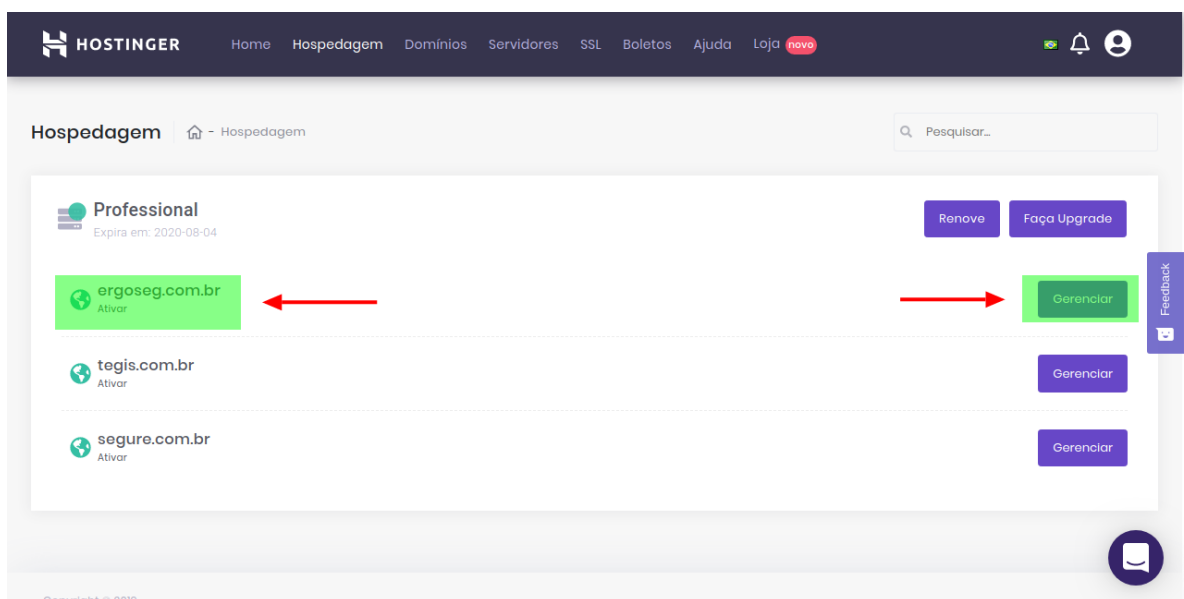 HOSTINGER Home Hospedagem Domínios Servidores SSL Boletos Ajuda Loja novo
Hospedagem - Hospedagem Pesquisar...
Professional Renove Faça Upgrade
Expira em: 2020-08-04
ergoseg.com.br Gerenciar
Ativar
Feedback
tegis.com.br Gerenciar
Ativar
segure.com.br Gerenciar
Ativar
Copyright © 2019